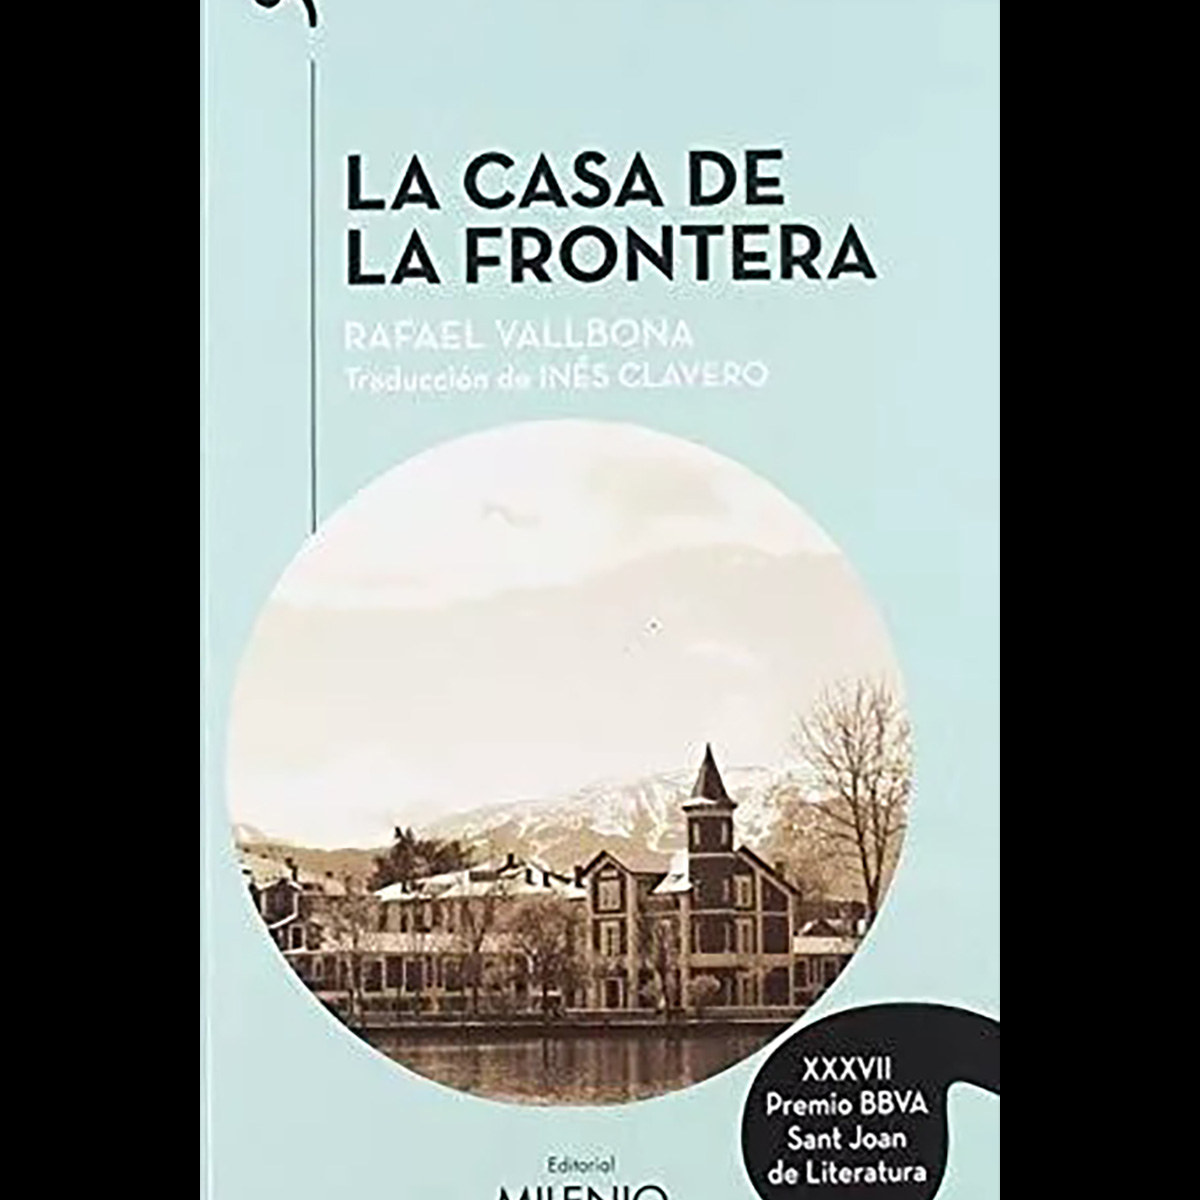 LA CASA DE
LA FRONTERA
RAFAEL VALLBONA
Traducción de INÉS CLAVERO
XXXVII
Premio BBVA
Sant Joan
de Literatura
Editorial
MILENIO